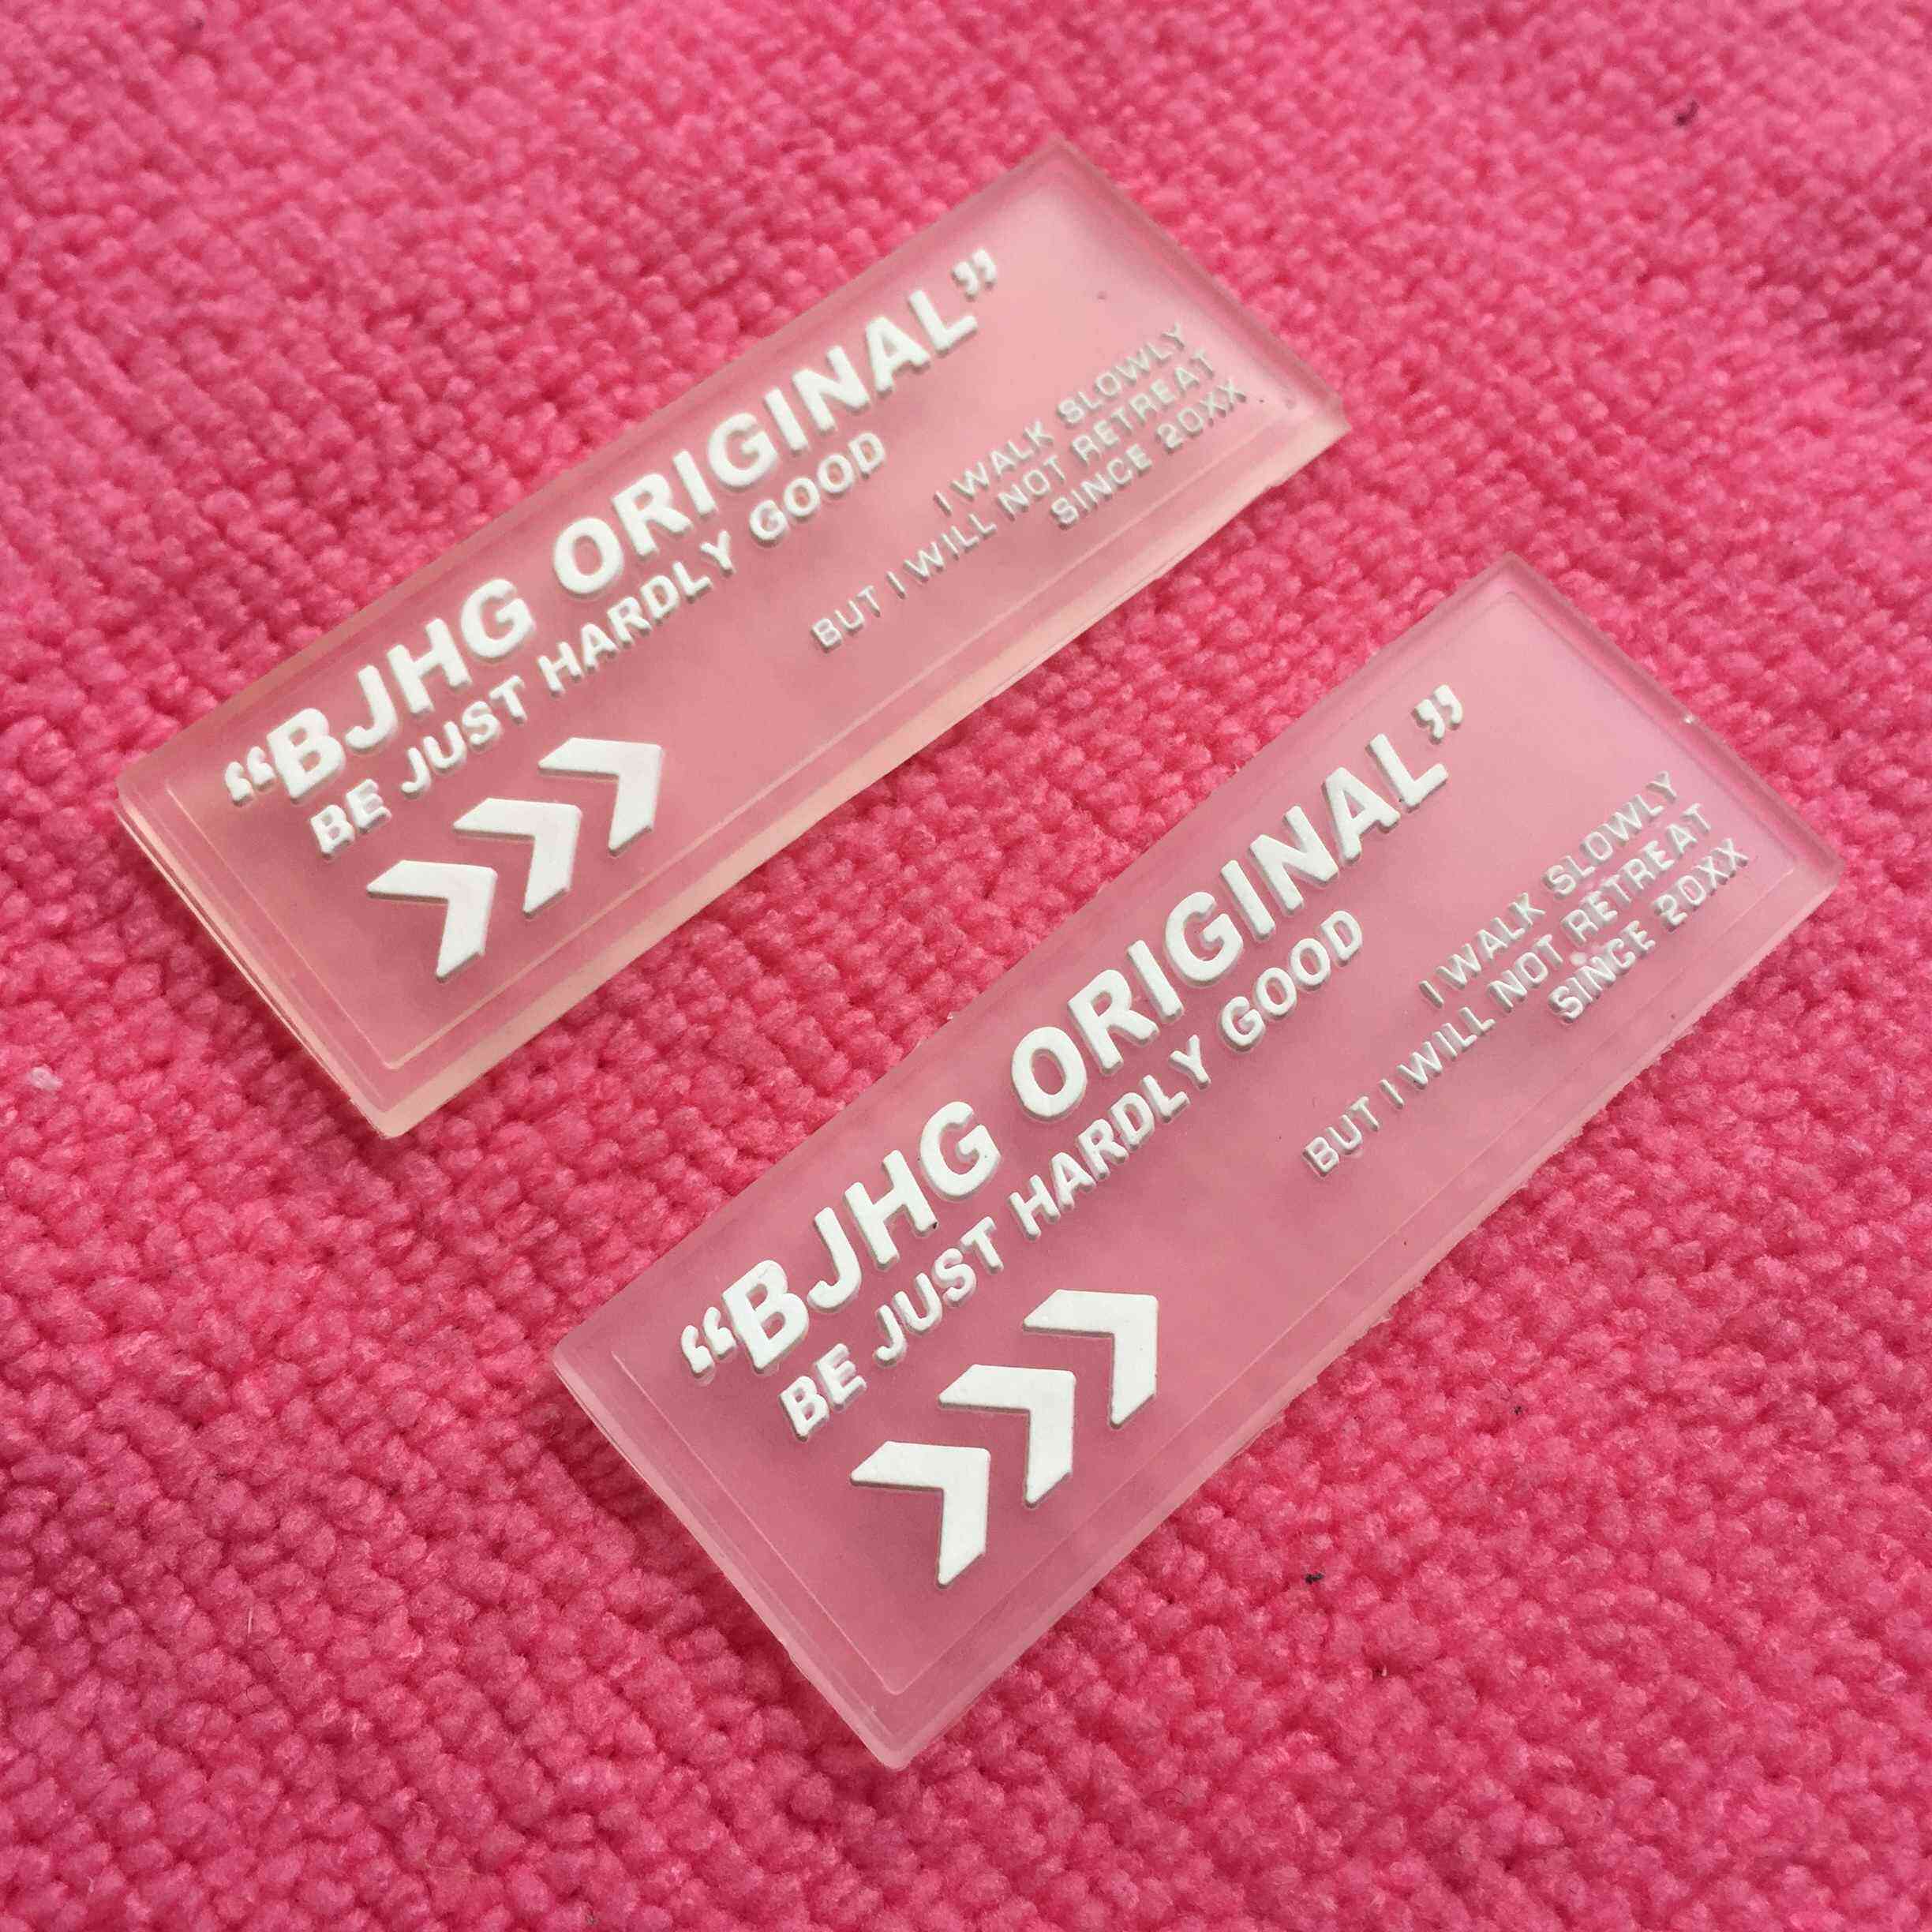 “BJHG ORIGINAL”
BE JUST HARDLY GOOD
I WALK SLOWLY
BUT I WILL NOT RETREAT
SINCE 20XX
“BJHG ORIGINAL”
BE JUST HARDLY GOOD
I WALK SLOWLY
BUT I WILL NOT RETREAT
SINCE 20XX